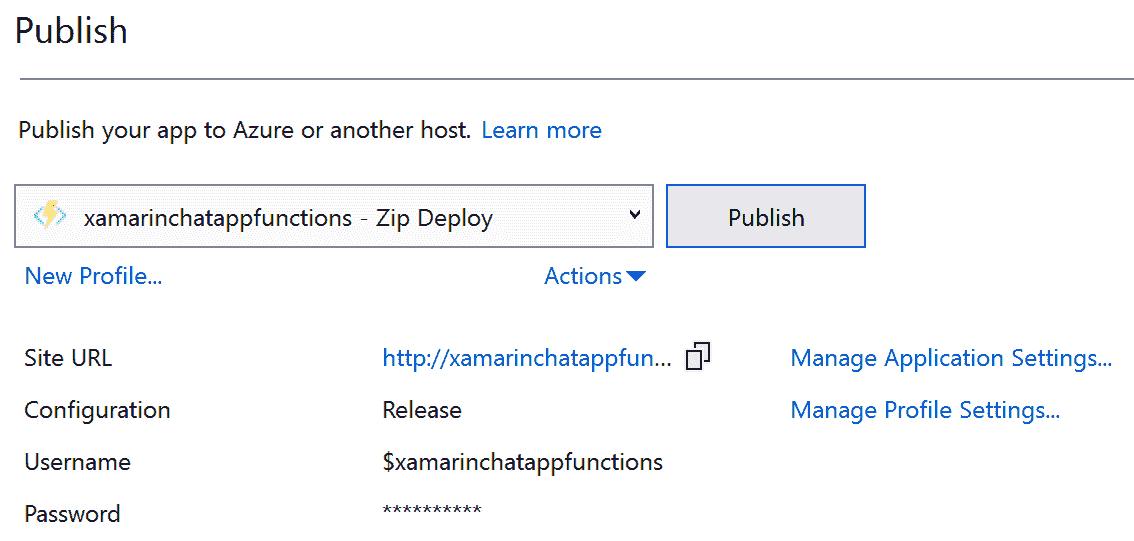 Publish
Publish your app to Azure or another host. Learn more
xamarinchatappfunctions - Zip Deploy
Publish
New Profile...
Actions
Site URL http://xamarinchatappfun... Manage Application Settings...
Configuration Release Manage Profile Settings...
Username $xamarinchatappfunctions
Password **********